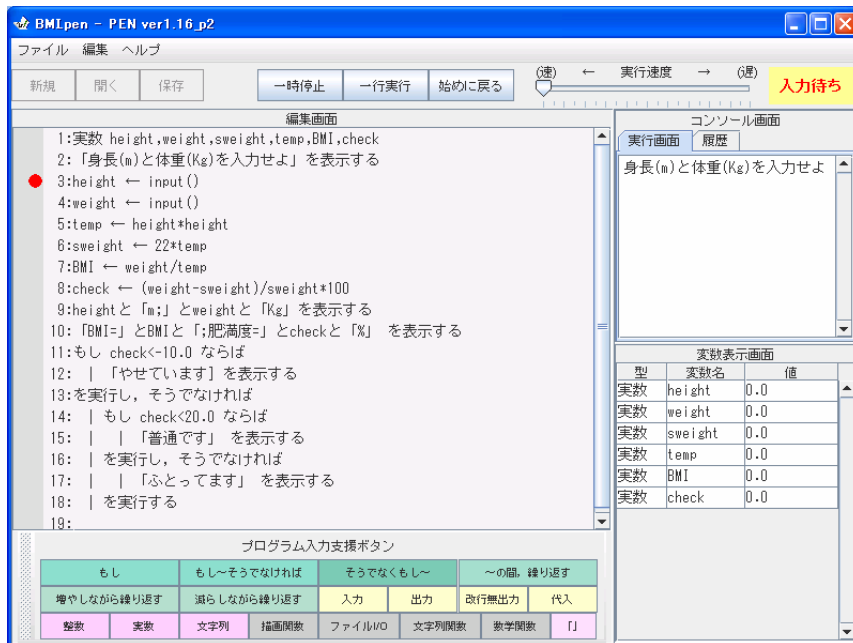 BMIpen - PEN ver1.16_p2
ファイル 編集 ヘルプ
新規 開く 保存 一時停止 一行実行 始めに戻る (速) ← 実行速度 → (遅) 入力待ち
編集画面
1:実数 height,weight,sweight,temp,BMI,check
2:「身長(m)と体重(Kg)を入力せよ」を表示する
3:height ← input()
4:weight ← input()
5:temp ← height*height
6:sweight ← 22*temp
7:BMI ← weight/temp
8:check ← (weight-sweight)/sweight*100
9:heightと「m;」とweightと「Kg」を表示する
10:「BMI=」とBMIと「;肥満度=」とcheckと「%」 を表示する
11:もし check<-10.0 ならば
12: | 「やせています] を表示する
13:を実行し，そうでなければ
14: | もし check<20.0 ならば
15: | | 「普通です」 を表示する
16: | を実行し，そうでなければ
17: | | 「ふとってます」 を表示する
18: | を実行する
19:
コンソール画面
実行画面 履歴
身長(m)と体重(Kg)を入力せよ
変数表示画面
型 変数名 値
実数 height 0.0
実数 weight 0.0
実数 sweight 0.0
実数 temp 0.0
実数 BMI 0.0
実数 check 0.0
プログラム入力支援ボタン
もし もし～そうでなければ そうでなくもし～ ～の間，繰り返す
増やしながら繰り返す 減らしながら繰り返す 入力 出力 改行無出力 代入
整数 実数 文字列 描画関数 ファイルI/O 文字列関数 数学関数 「」